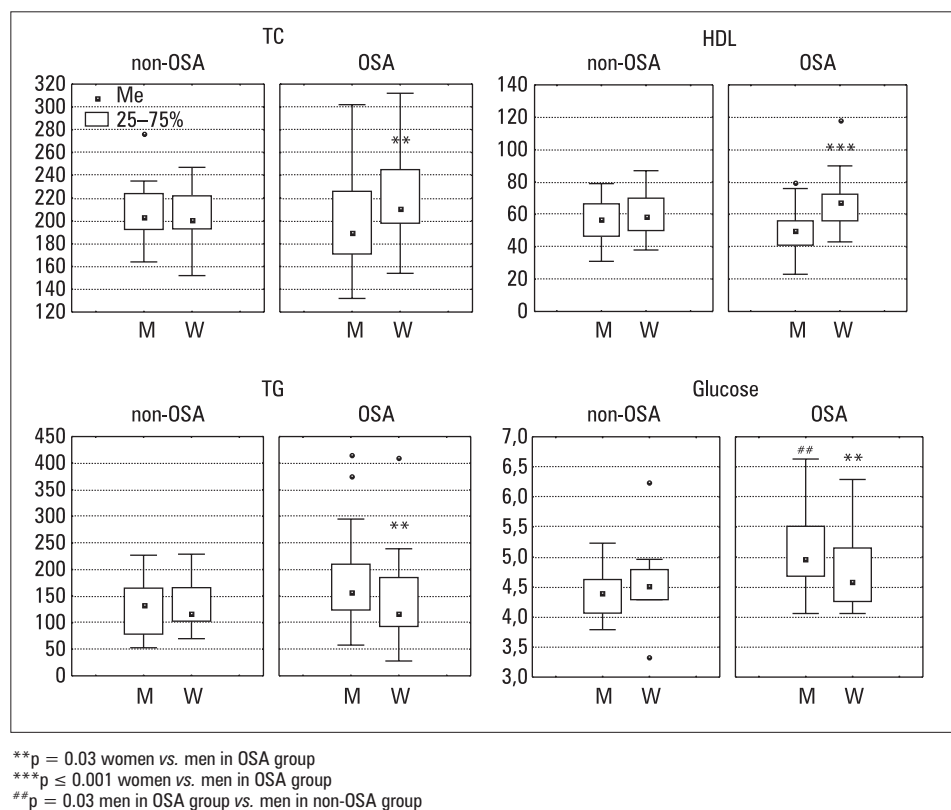 TC
non-OSA OSA
320
300
280
260
240
220
200
180
160
140
120
Me
25–75%
**
M W M W
HDL
non-OSA OSA
140
120
100
80
60
40
20
0
***
M W M W
TG
non-OSA OSA
450
400
350
300
250
200
150
100
50
0
**
M W M W
Glucose
non-OSA OSA
7,0
6,5
6,0
5,5
5,0
4,5
4,0
3,5
3,0
## **
M W M W
**p = 0.03 women vs. men in OSA group
***p ≤ 0.001 women vs. men in OSA group
##p = 0.03 men in OSA group vs. men in non-OSA group